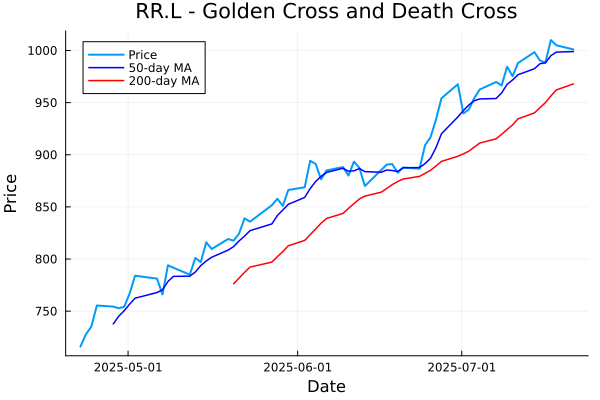 RR.L - Golden Cross and Death Cross
Price
50-day MA
200-day MA
1000
950
900
850
800
750
Price
2025-05-01
2025-06-01
2025-07-01
Date